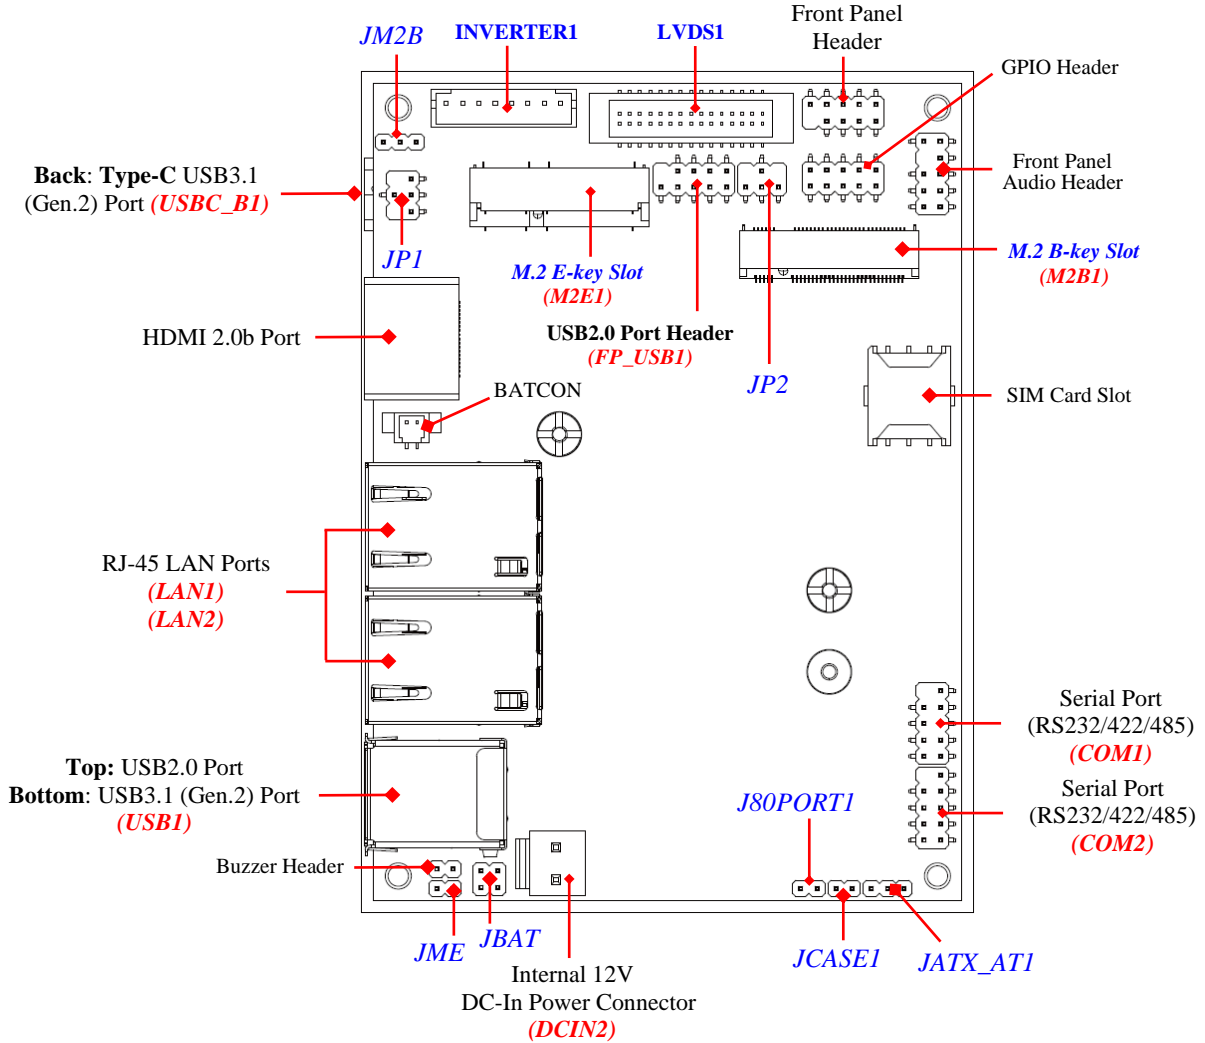 JM2B
INVERTER1
LVDS1
Front Panel
Header
GPIO Header
Back: Type-C USB3.1
(Gen.2) Port (USBC_B1)
Front Panel
Audio Header
JP1
M.2 E-key Slot
(M2E1)
M.2 B-key Slot
(M2B1)
HDMI 2.0b Port
USB2.0 Port Header
(FP_USB1)
JP2
BATCON
SIM Card Slot
RJ-45 LAN Ports
(LAN1)
(LAN2)
Serial Port
(RS232/422/485)
(COM1)
Top: USB2.0 Port
Bottom: USB3.1 (Gen.2) Port
(USB1)
Serial Port
(RS232/422/485)
(COM2)
J80PORT1
Buzzer Header
JME
JBAT
JCASE1
JATX_AT1
Internal 12V
DC-In Power Connector
(DCIN2)